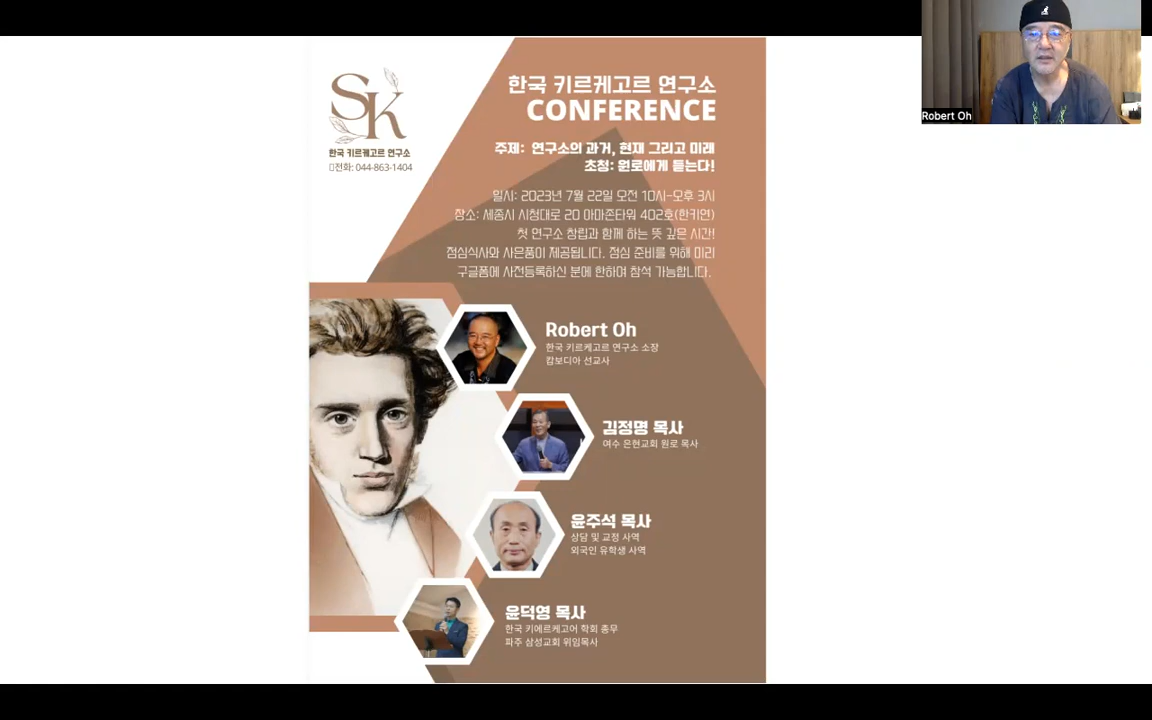 SK
한국 키르케고르 연구소
전화: 044-863-1404
한국 키르케고르 연구소
CONFERENCE
주제: 연구소의 과거, 현재 그리고 미래
초청: 원로에게 듣는다!
일시: 2023년 7월 22일 오전 10시-오후 3시
장소: 세종시 시청대로 20 아마존타워 402호(한키연)
첫 연구소 창립과 함께 하는 뜻 깊은 시간!
점심식사와 사은품이 제공됩니다. 점심 준비를 위해 미리
구글폼에 사전등록하신 분에 한하여 참석 가능합니다.
Robert Oh
한국 키르케고르 연구소 소장
캄보디아 선교사
김정명 목사
여수 은현교회 원로 목사
윤주석 목사
상담 및 교정 사역
외국인 유학생 사역
윤덕영 목사
한국 키에르케고어 학회 총무
파주 삼성교회 위임목사
Robert Oh